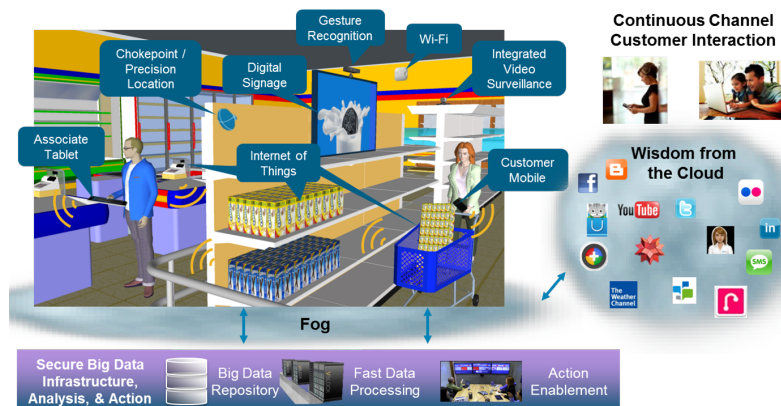 Gesture
Recognition
Wi-Fi
Chokepoint /
Precision
Location
Digital
Signage
Integrated
Video
Surveillance
Associate
Tablet
Internet of
Things
Customer
Mobile
Continuous Channel
Customer Interaction
Wisdom from
the Cloud
f
YouTube
in
SMS
The
Weather
Channel
Fog
Secure Big Data
Infrastructure,
Analysis, & Action
Big Data
Repository
Fast Data
Processing
Action
Enablement